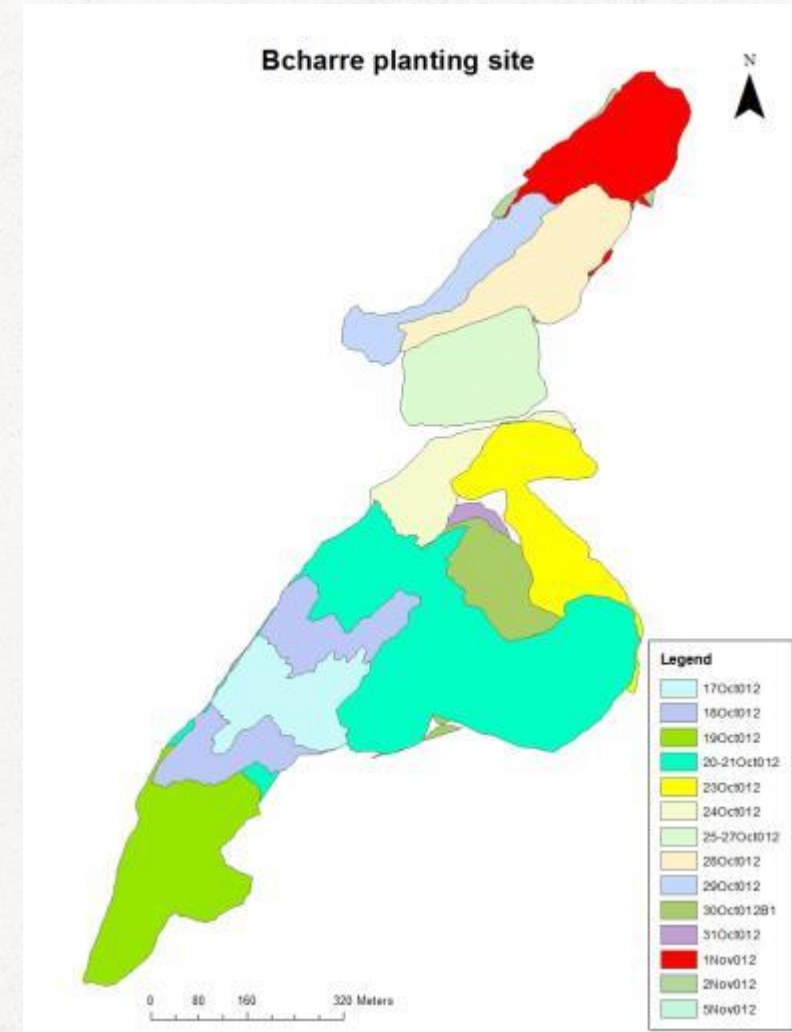 Bcharre planting site
N
Legend
17Oct012
18Oct012
19Oct012
20-21Oct012
23Oct012
24Oct012
25-27Oct012
28Oct012
29Oct012
30Oct012B1
31Oct012
1Nov012
2Nov012
5Nov012
0 80 160 320 Meters